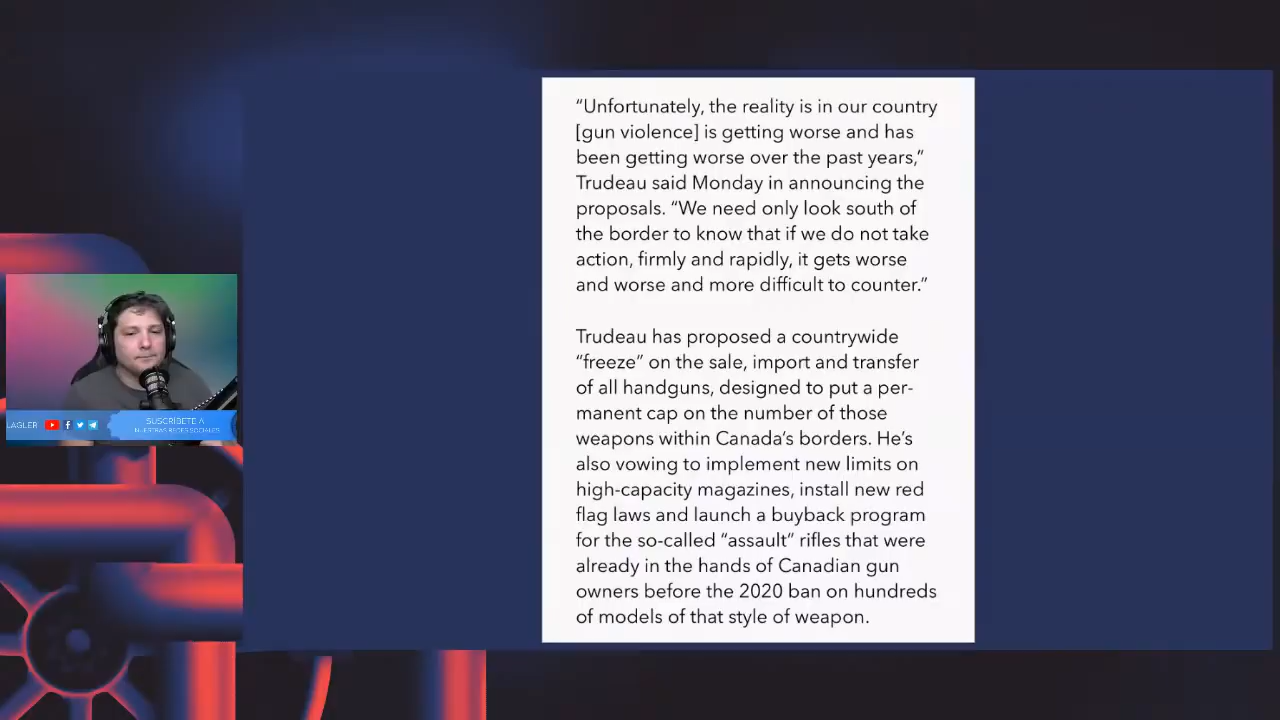 “Unfortunately, the reality is in our country
[gun violence] is getting worse and has
been getting worse over the past years,”
Trudeau said Monday in announcing the
proposals. “We need only look south of
the border to know that if we do not take
action, firmly and rapidly, it gets worse
and worse and more difficult to counter.”
Trudeau has proposed a countrywide
“freeze” on the sale, import and transfer
of all handguns, designed to put a per-
manent cap on the number of those
weapons within Canada’s borders. He’s
also vowing to implement new limits on
high-capacity magazines, install new red
flag laws and launch a buyback program
for the so-called “assault” rifles that were
already in the hands of Canadian gun
owners before the 2020 ban on hundreds
of models of that style of weapon.
LAGLER
SUSCRÍBETE A
NUESTRAS REDES SOCIALES